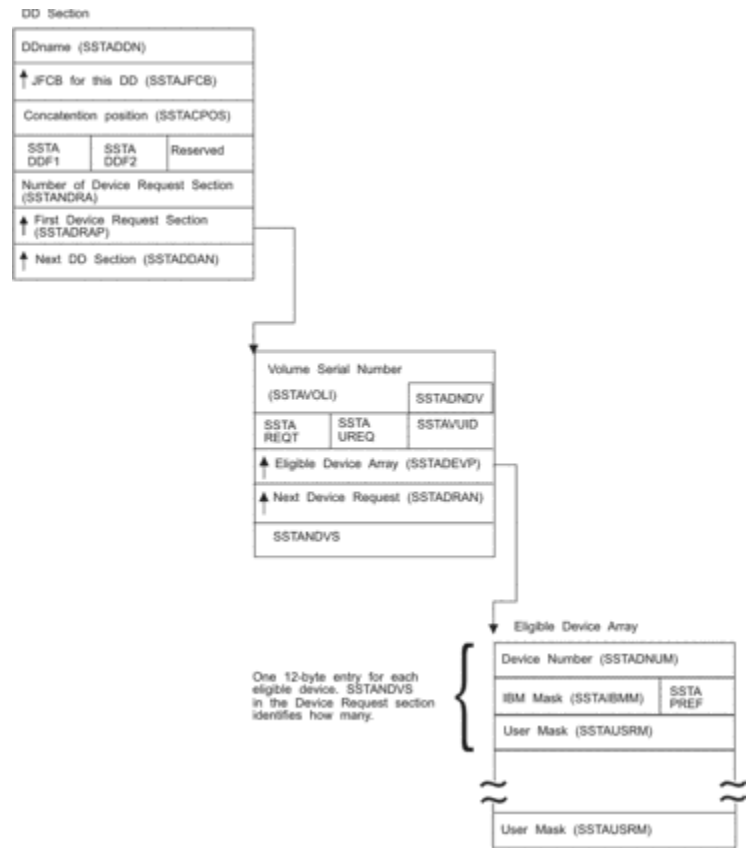 DD Section
DDname (SSTADDN)
JFCB for this DD (SSTAJFCB)
Concatention position (SSTACPOS)
SSTA DDF1
SSTA DDF2
Reserved
Number of Device Request Section
(SSTANDRA)
First Device Request Section
(SSTADRAP)
Next DD Section (SSTADDAN)
Volume Serial Number
(SSTAVOLI)
SSTADNDV
SSTA REQT
SSTA UREQ
SSTAVUID
Eligible Device Array (SSTADEVP)
Next Device Request (SSTADRAN)
SSTANDVS
Eligible Device Array
One 12-byte entry for each
eligible device. SSTANDVS
in the Device Request section
identifies how many.
Device Number (SSTADNUM)
IBM Mask (SSTAIBMM)
SSTA PREF
User Mask (SSTAUSRM)
User Mask (SSTAUSRM)